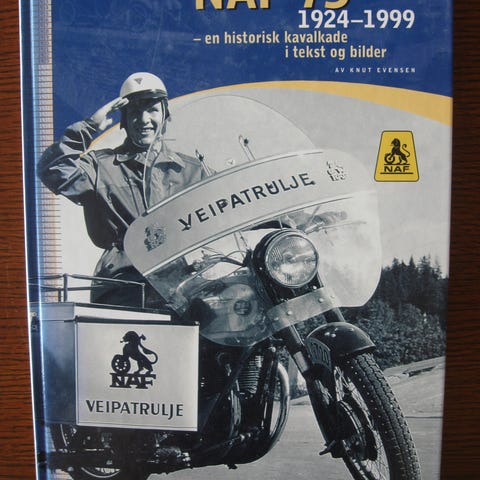 NAF 75
1924–1999
– en historisk kavalkade
i tekst og bilder
AV KNUT EVENSEN
NAF
VEIPATRULJE
NAF
VEIPATRULJE